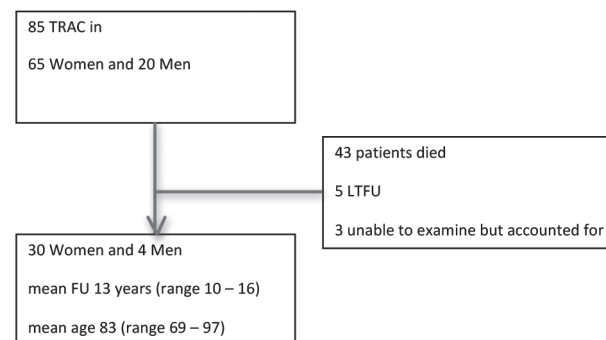 85 TRAC in
65 Women and 20 Men
43 patients died
5 LTFU
3 unable to examine but accounted for
30 Women and 4 Men
mean FU 13 years (range 10 – 16)
mean age 83 (range 69 – 97)